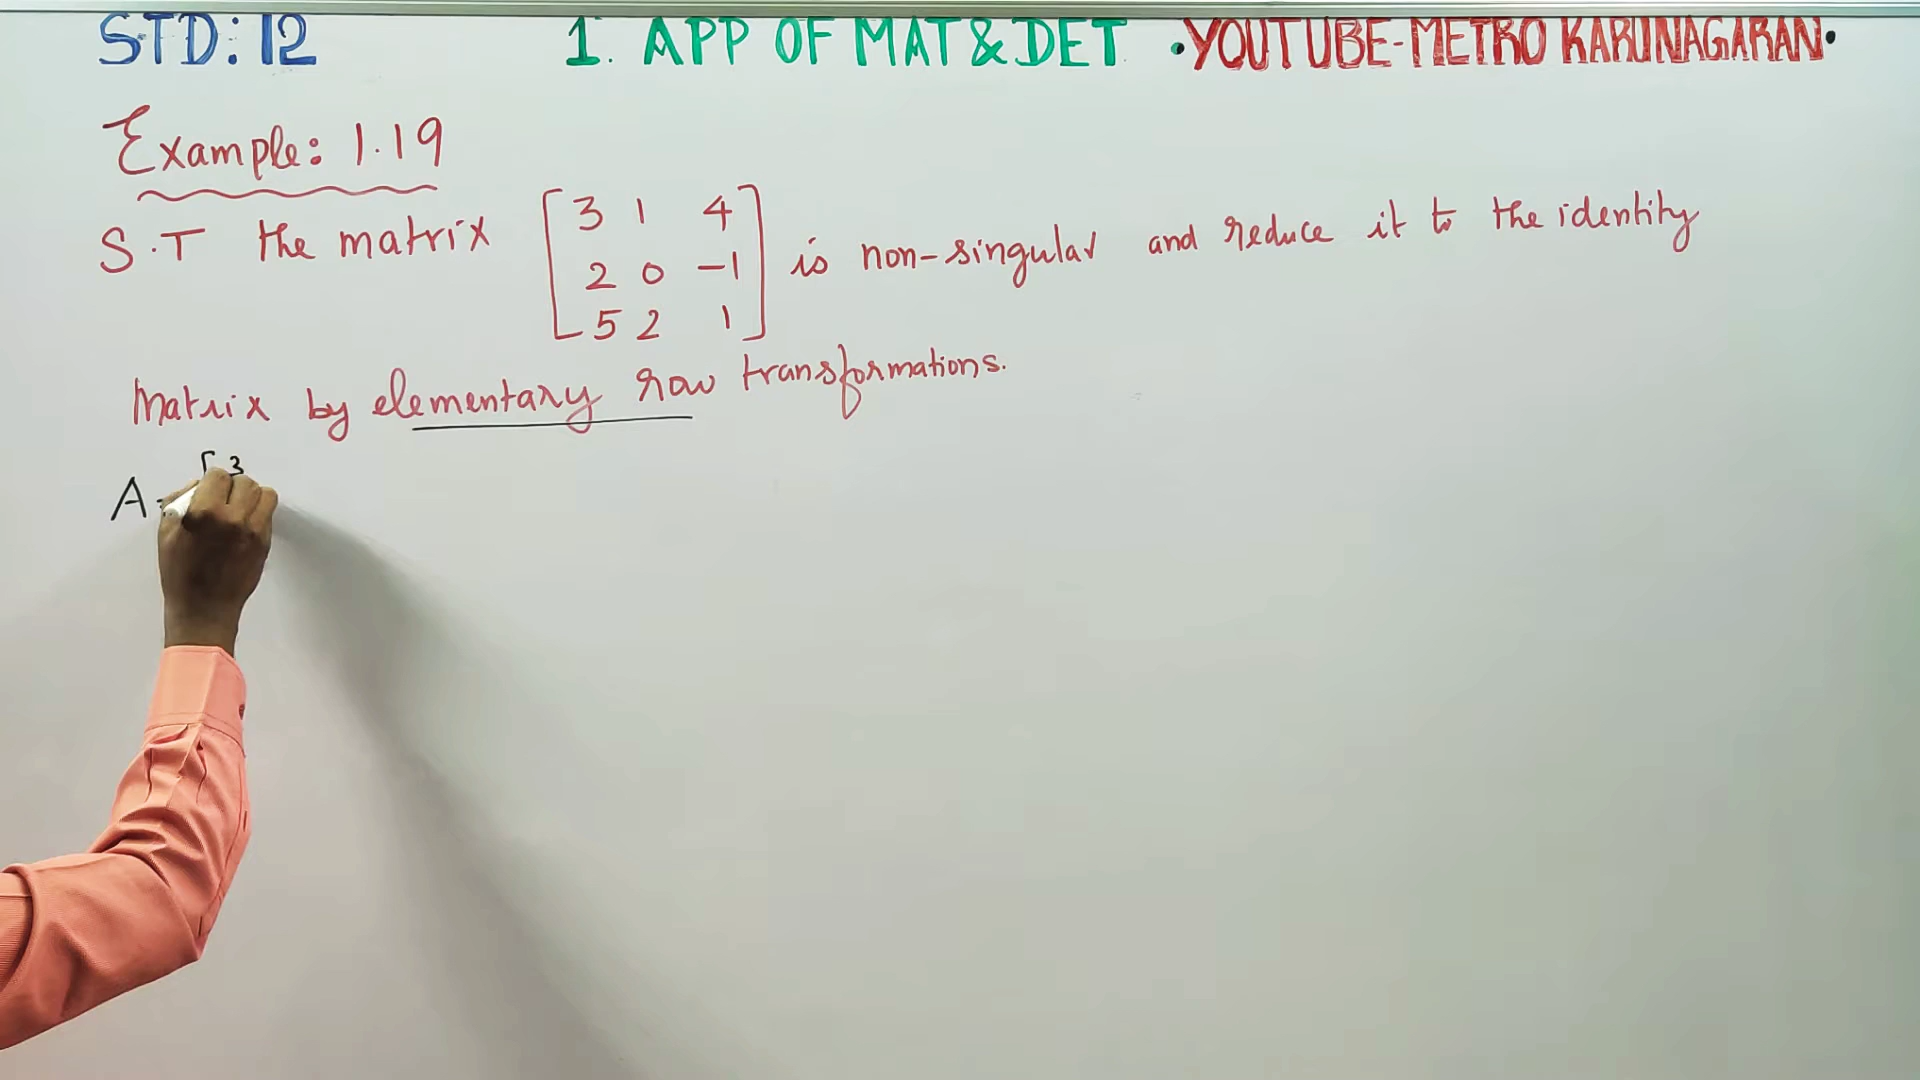 STD: 12 1. APP OF MAT & DET •YOUTUBE-METRO KARUNAGARAN•
Example: 1.19
S.T the matrix [3 1 4
2 0 -1
5 2 1] is non-singular and reduce it to the identity
Matrix by elementary row transformations.
A = [3